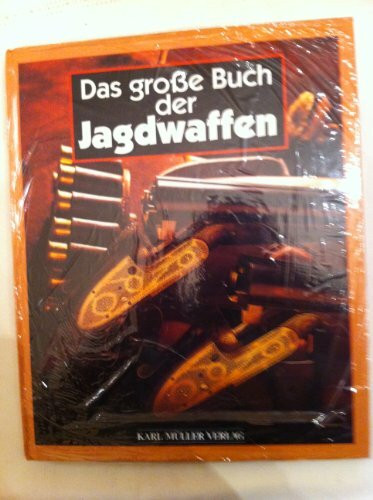 Das große Buch
der
Jagdwaffen
KARL MÜLLER VERLAG